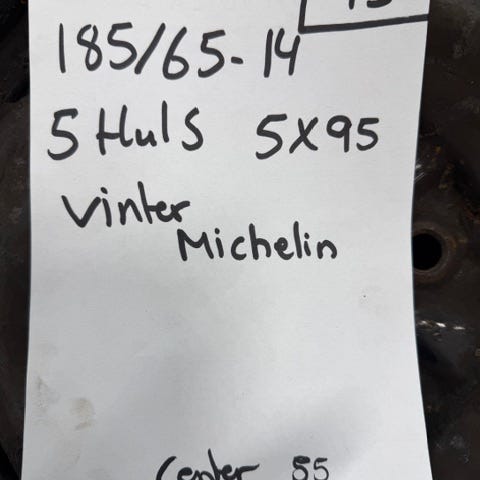 185/65-14
5 Huls 5x95
Vinter
Michelin
Center 55